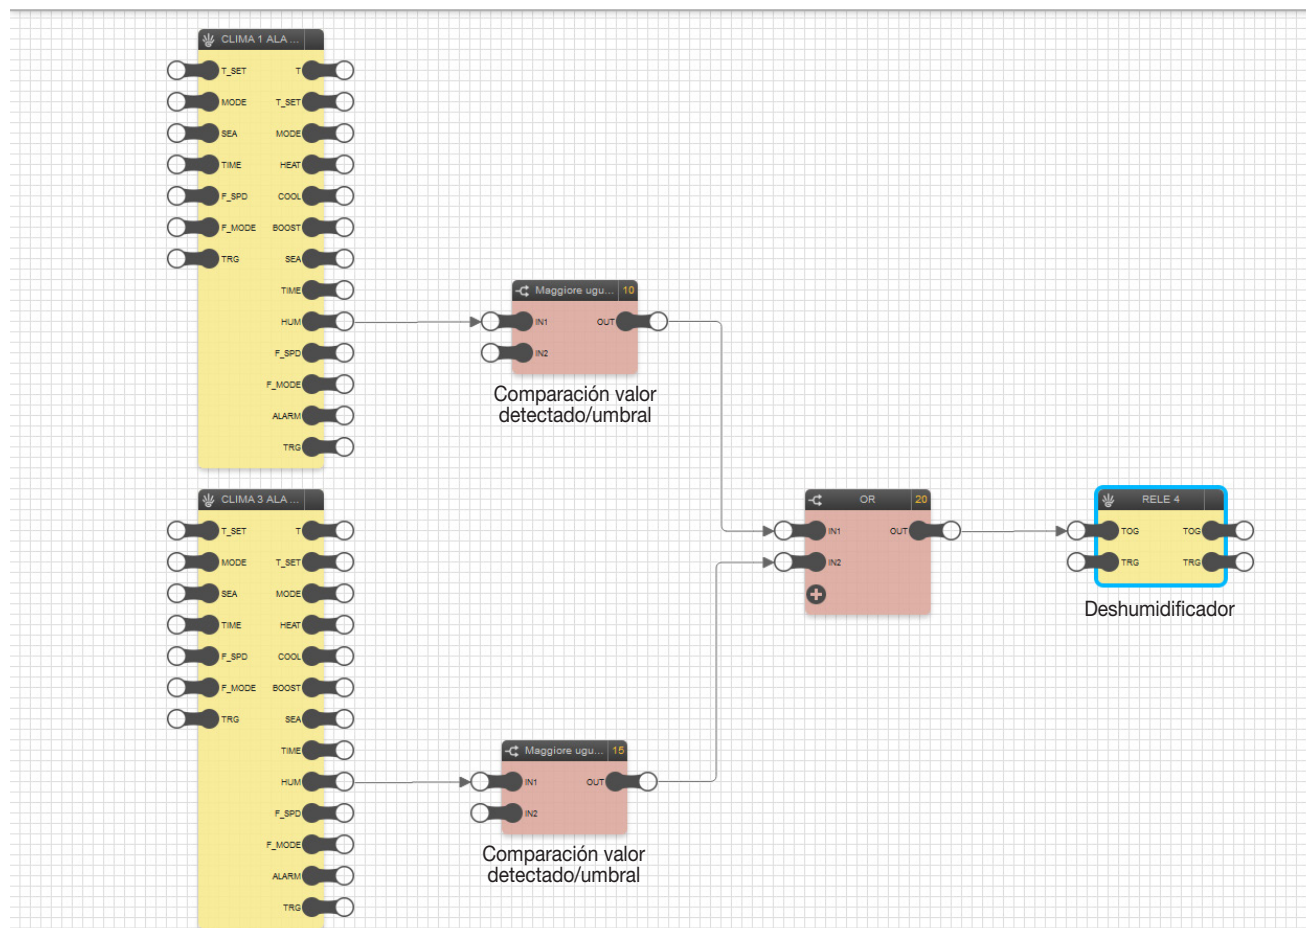 CLIMA 1 ALA ...
T_SET T
MODE T_SET
SEA MODE
TIME HEAT
F_SPD COOL
F_MODE BOOST
TRG SEA
TIME
HUM
F_SPD
F_MODE
ALARM
TRG
Maggiore ugu... 10
IN1 OUT
IN2
Comparación valor
detectado/umbral
CLIMA 3 ALA ...
T_SET T
MODE T_SET
SEA MODE
TIME HEAT
F_SPD COOL
F_MODE BOOST
TRG SEA
TIME
HUM
F_SPD
F_MODE
ALARM
TRG
Maggiore ugu... 15
IN1 OUT
IN2
Comparación valor
detectado/umbral
OR 20
IN1 OUT
IN2
RELE 4
TOG TOG
TRG TRG
Deshumidificador